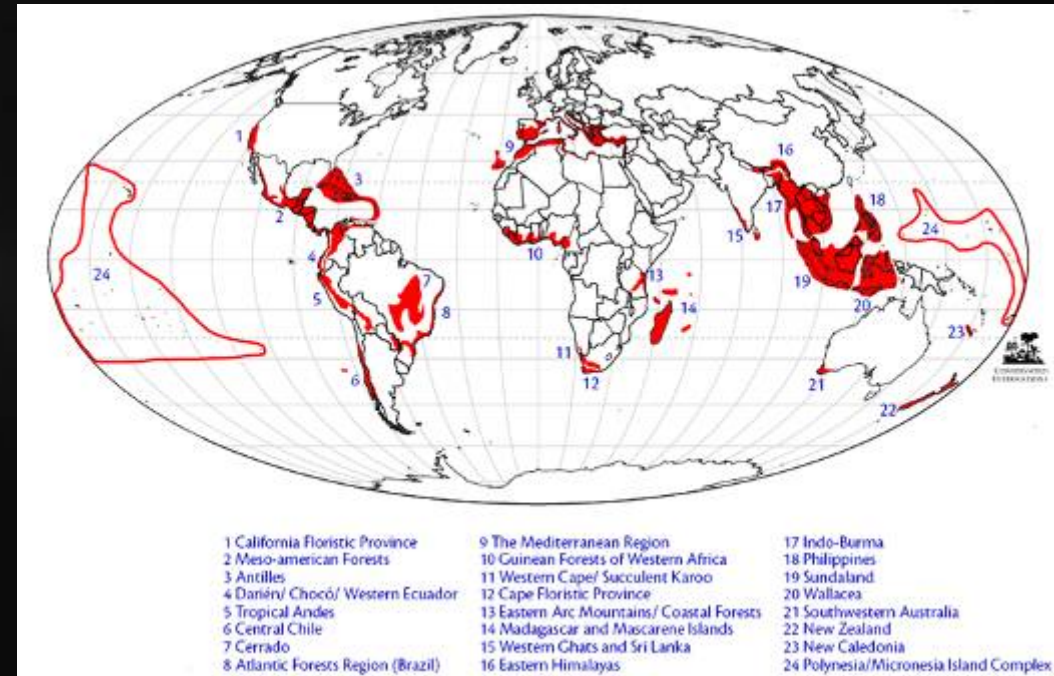 1
2
3
4
5
6
7
8
9
10
11
12
13
14
15
16
17
18
19
20
21
22
23
24
24
CONSERVATION
INTERNATIONAL
1 California Floristic Province
2 Meso-american Forests
3 Antilles
4 Darién/ Chocó/ Western Ecuador
5 Tropical Andes
6 Central Chile
7 Cerrado
8 Atlantic Forests Region (Brazil)
9 The Mediterranean Region
10 Guinean Forests of Western Africa
11 Western Cape/ Succulent Karoo
12 Cape Floristic Province
13 Eastern Arc Mountains/ Coastal Forests
14 Madagascar and Mascarene Islands
15 Western Ghats and Sri Lanka
16 Eastern Himalayas
17 Indo-Burma
18 Philippines
19 Sundaland
20 Wallacea
21 Southwestern Australia
22 New Zealand
23 New Caledonia
24 Polynesia/Micronesia Island Complex